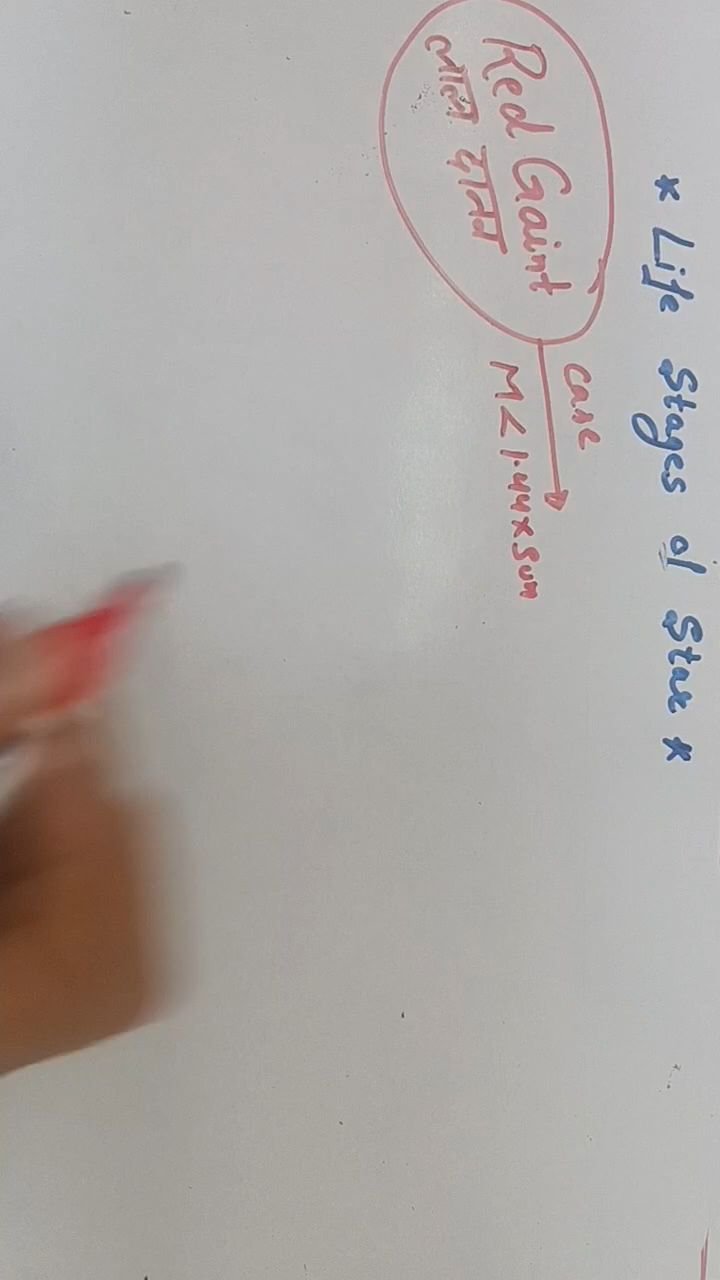 * Life Stages of Star *
Red Gaint
लाल दानव
Case
M < 1.44 x Sun